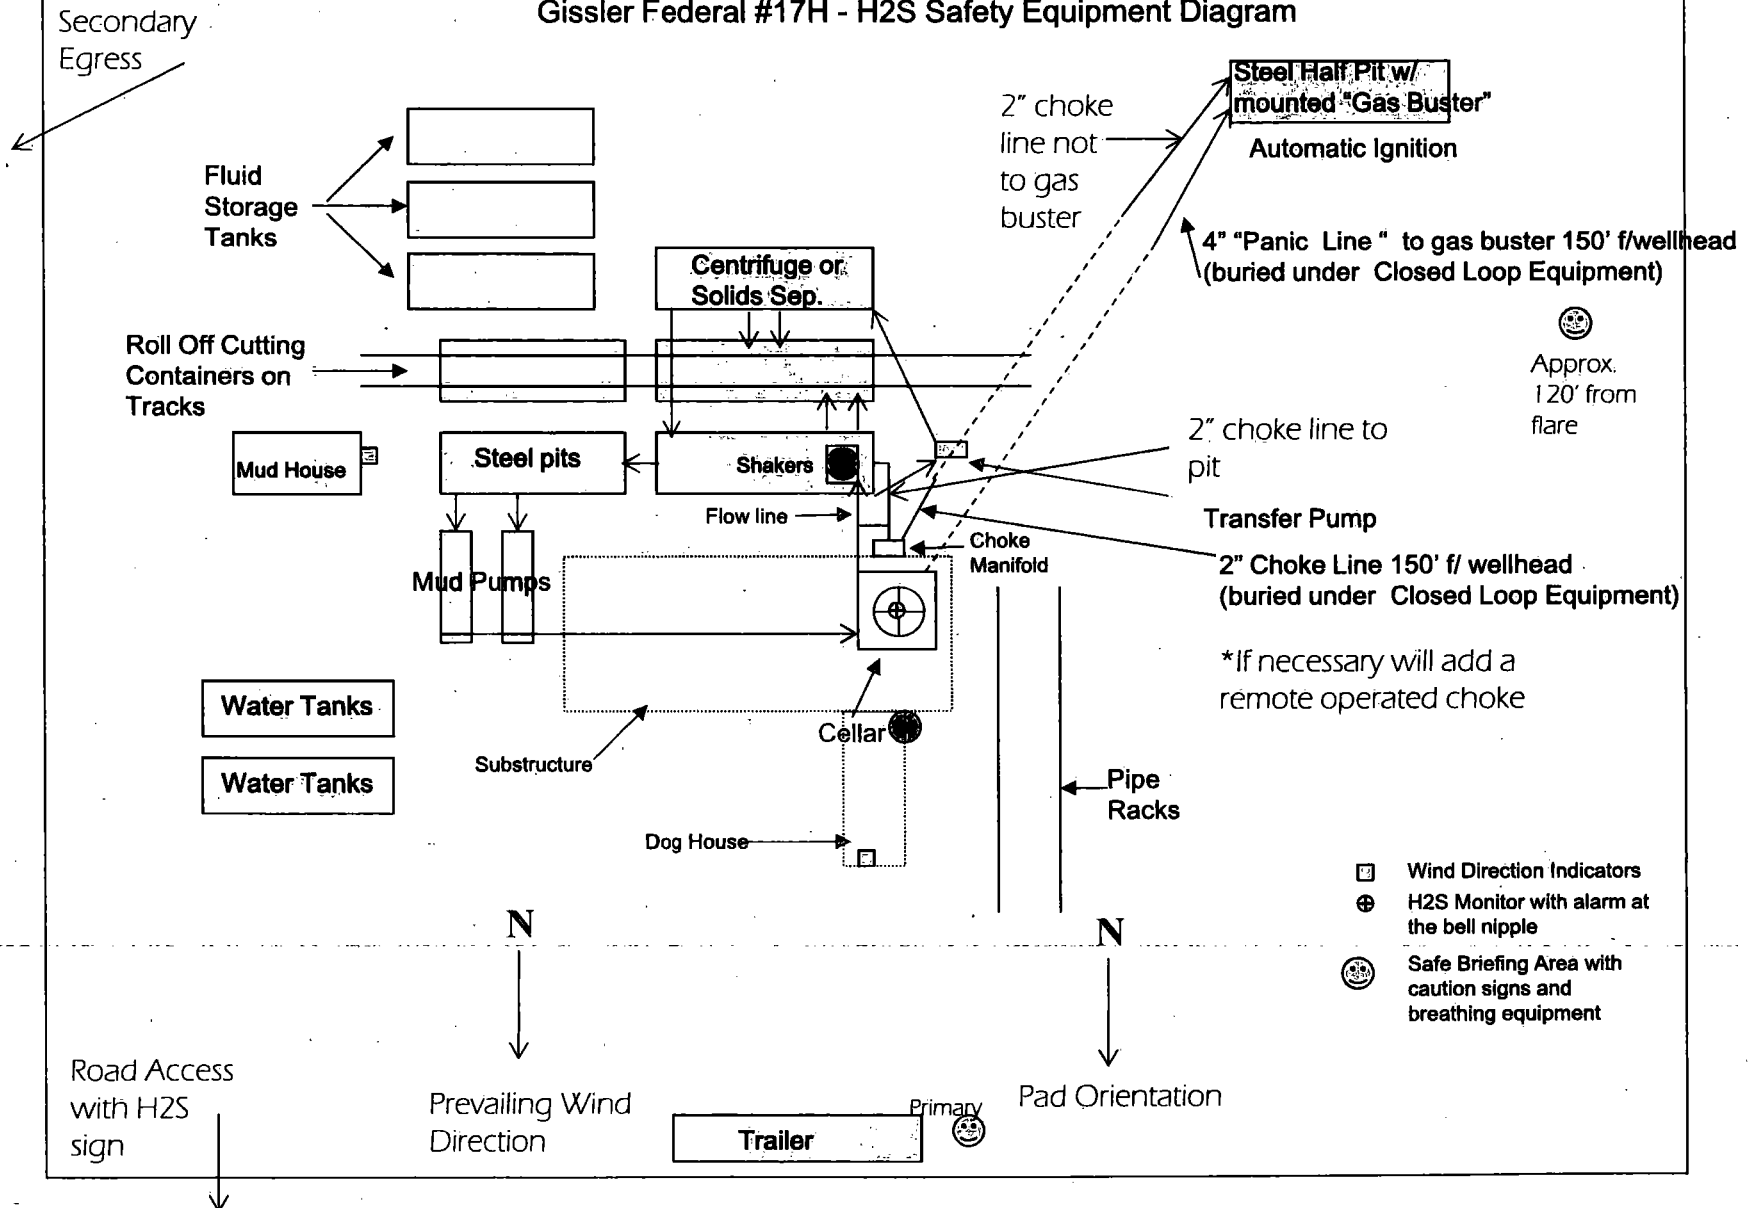 Gissler Federal #17H - H2S Safety Equipment Diagram
Secondary
Egress
Steel Half Pit w/
mounted "Gas Buster"
Automatic Ignition
2" choke
line not
to gas
buster
Fluid
Storage
Tanks
4" "Panic Line " to gas buster 150' f/wellhead
(buried under Closed Loop Equipment)
Centrifuge or
Solids Sep.
Roll Off Cutting
Containers on
Tracks
Approx.
120' from
flare
2" choke line to
pit
Mud House
Steel pits
Shakers
Flow line
Transfer Pump
Choke
Manifold
2" Choke Line 150' f/ wellhead
(buried under Closed Loop Equipment)
Mud Pumps
*If necessary will add a
remote operated choke
Water Tanks
Cellar
Substructure
Water Tanks
Pipe
Racks
Dog House
Wind Direction Indicators
H2S Monitor with alarm at
the bell nipple
Safe Briefing Area with
caution signs and
breathing equipment
N
N
Road Access
with H2S
sign
Prevailing Wind
Direction
Pad Orientation
Primary
Trailer